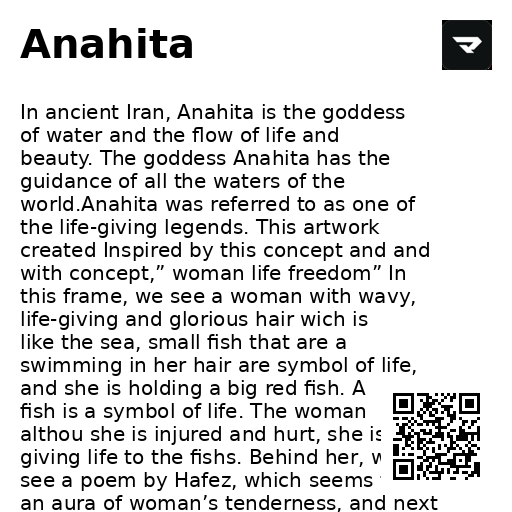 Anahita
In ancient Iran, Anahita is the goddess
of water and the flow of life and
beauty. The goddess Anahita has the
guidance of all the waters of the
world.Anahita was referred to as one of
the life-giving legends. This artwork
created Inspired by this concept and and
with concept,” woman life freedom” In
this frame, we see a woman with wavy,
life-giving and glorious hair wich is
like the sea, small fish that are a
swimming in her hair are symbol of life,
and she is holding a big red fish. A
fish is a symbol of life. The woman
althou she is injured and hurt, she is
giving life to the fishs. Behind her,
see a poem by Hafez, which seems
an aura of woman’s tenderness, and next